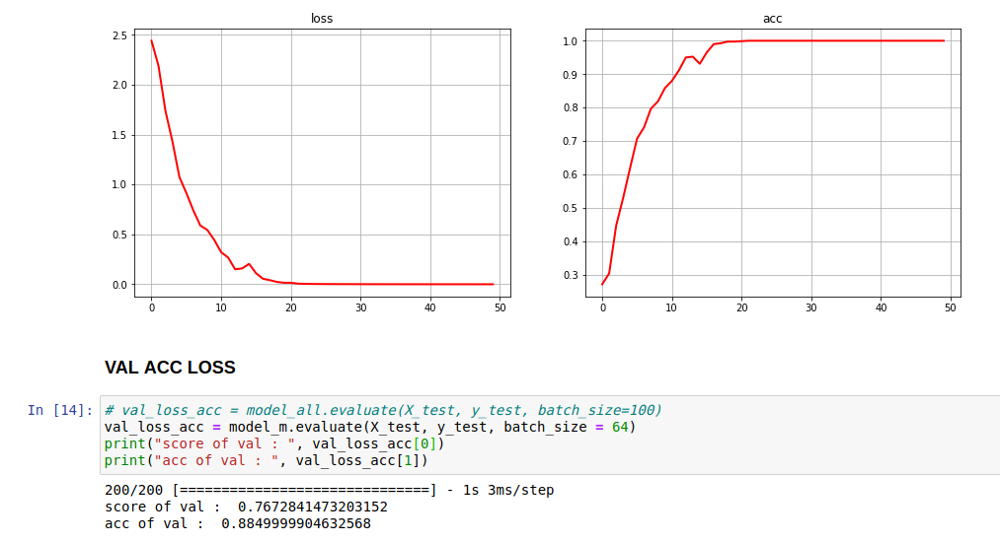 loss
2.5
2.0
1.5
1.0
0.5
0.0
0 10 20 30 40 50
acc
1.0
0.9
0.8
0.7
0.6
0.5
0.4
0.3
0 10 20 30 40 50
VAL ACC LOSS
In [14]: # val_loss_acc = model_all.evaluate(X_test, y_test, batch_size=100)
val_loss_acc = model_m.evaluate(X_test, y_test, batch_size = 64)
print("score of val : ", val_loss_acc[0])
print("acc of val : ", val_loss_acc[1])
200/200 [==============================] - 1s 3ms/step
score of val :  0.7672841473203152
acc of val :  0.8849999904632568